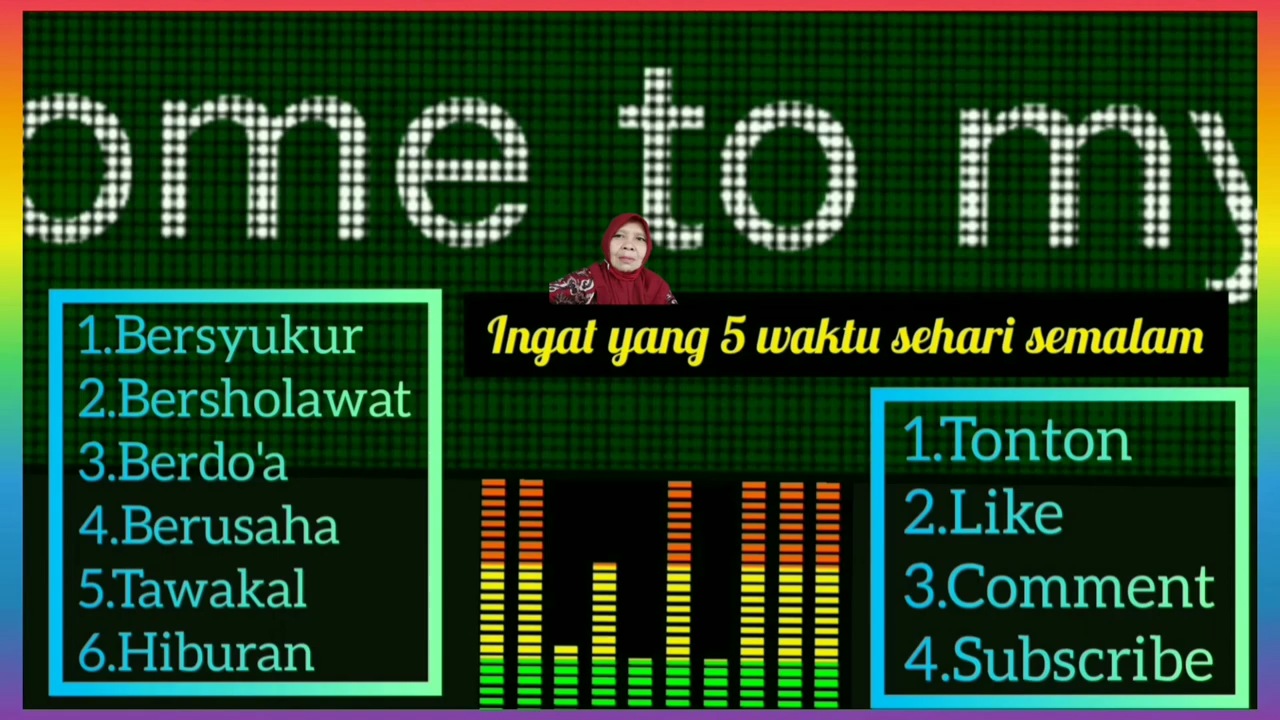 ome to my
1.Bersyukur
2.Bersholawat
3.Berdo'a
4.Berusaha
5.Tawakal
6.Hiburan
Ingat yang 5 waktu sehari semalam
1.Tonton
2.Like
3.Comment
4.Subscribe